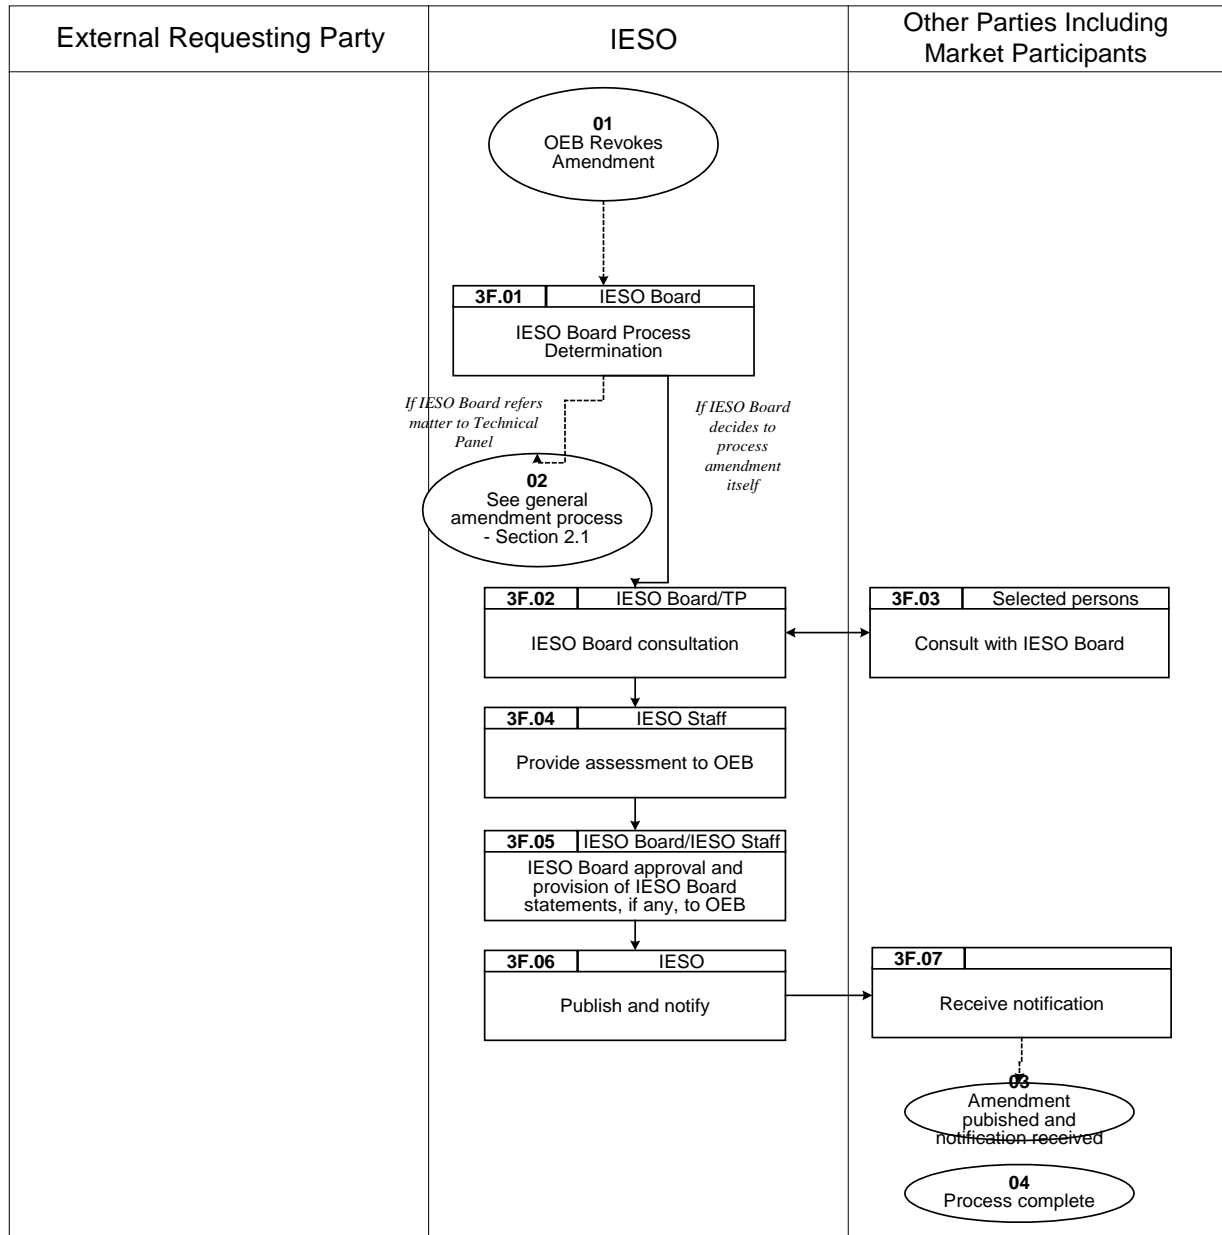 External Requesting Party
IESO
Other Parties Including
Market Participants
01
OEB Revokes
Amendment
3F.01
IESO Board
IESO Board Process
Determination
If IESO Board refers
matter to Technical
Panel
If IESO Board
decides to
process
amendment
itself
02
See general
amendment process
- Section 2.1
3F.02
IESO Board/TP
IESO Board consultation
3F.03
Selected persons
Consult with IESO Board
3F.04
IESO Staff
Provide assessment to OEB
3F.05
IESO Board/IESO Staff
IESO Board approval and
provision of IESO Board
statements, if any, to OEB
3F.06
IESO
Publish and notify
3F.07
Receive notification
03
Amendment
pubished and
notification received
04
Process complete